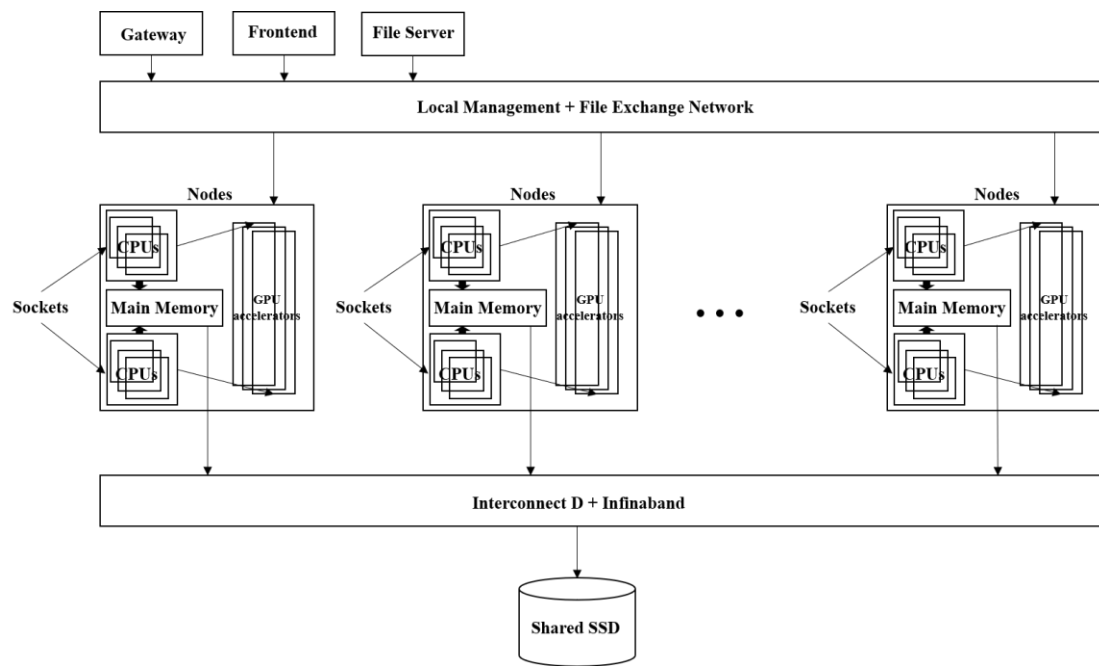 Gateway
Frontend
File Server
Local Management + File Exchange Network
Nodes
Nodes
Nodes
CPUs
CPUs
CPUs
Sockets
Main Memory
GPU
accelerators
Sockets
Main Memory
GPU
accelerators
Sockets
Main Memory
GPU
accelerators
CPUs
CPUs
CPUs
Interconnect D + Infinaband
Shared SSD